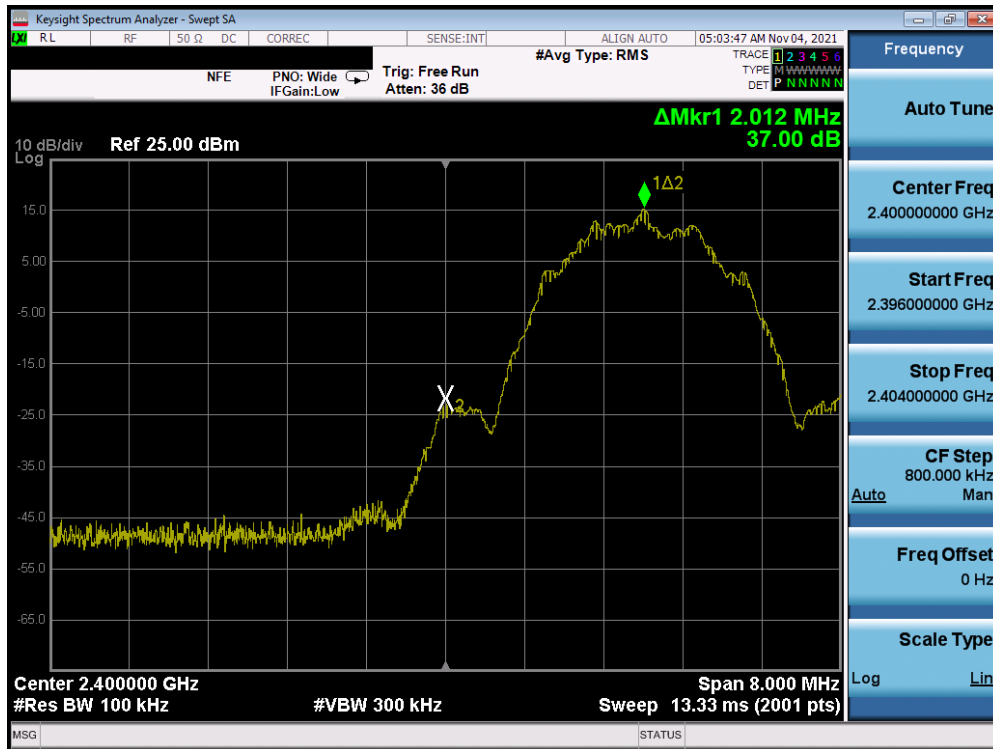 Keysight Spectrum Analyzer - Swept SA
LXI RL RF 50 Ω DC CORREC SENSE:INT ALIGN AUTO 05:03:47 AM Nov 04, 2021
Frequency
#Avg Type: RMS
TRACE 1 2 3 4 5 6
NFE PNO: Wide Trig: Free Run
TYPE M W W W W W
IFGain:Low Atten: 36 dB
DET P N N N N N
Auto Tune
ΔMkr1 2.012 MHz
37.00 dB
10 dB/div Ref 25.00 dBm
Log
1Δ2
15.0
5.00
-5.00
-15.0
2
-25.0
-35.0
-45.0
-55.0
-65.0
Center 2.400000 GHz Span 8.000 MHz
#Res BW 100 kHz #VBW 300 kHz Sweep 13.33 ms (2001 pts)
Center Freq
2.400000000 GHz
Start Freq
2.396000000 GHz
Stop Freq
2.404000000 GHz
CF Step
800.000 kHz
Auto Man
Freq Offset
0 Hz
Scale Type
Log Lin
MSG STATUS